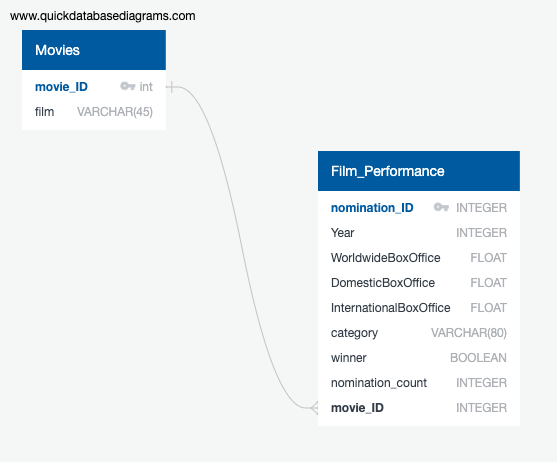 www.quickdatabasediagrams.com
Movies
movie_ID int
film VARCHAR(45)
Film_Performance
nomination_ID INTEGER
Year INTEGER
WorldwideBoxOffice FLOAT
DomesticBoxOffice FLOAT
InternationalBoxOffice FLOAT
category VARCHAR(80)
winner BOOLEAN
nomination_count INTEGER
movie_ID INTEGER